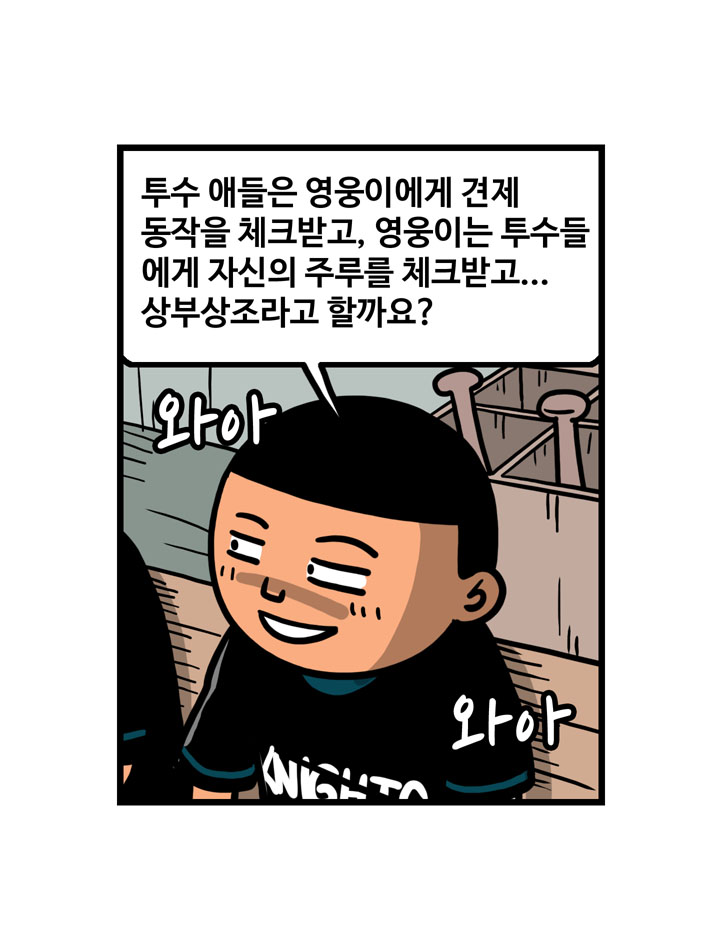 투수 애들은 영웅이에게 견제
동작을 체크받고, 영웅이는 투수들
에게 자신의 주루를 체크받고...
상부상조라고 할까요?
와아
와아